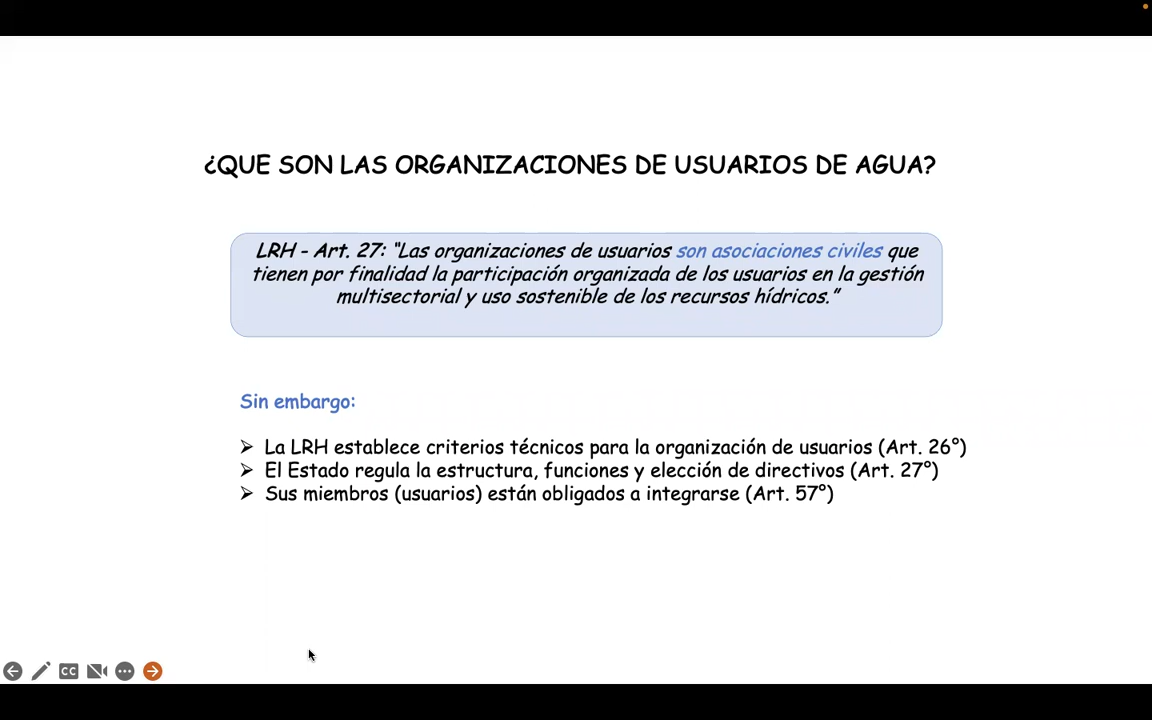 ¿QUE SON LAS ORGANIZACIONES DE USUARIOS DE AGUA?
LRH - Art. 27: “Las organizaciones de usuarios son asociaciones civiles que
tienen por finalidad la participación organizada de los usuarios en la gestión
multisectorial y uso sostenible de los recursos hídricos.”
Sin embargo:
➢ La LRH establece criterios técnicos para la organización de usuarios (Art. 26°)
➢ El Estado regula la estructura, funciones y elección de directivos (Art. 27°)
➢ Sus miembros (usuarios) están obligados a integrarse (Art. 57°)
CC